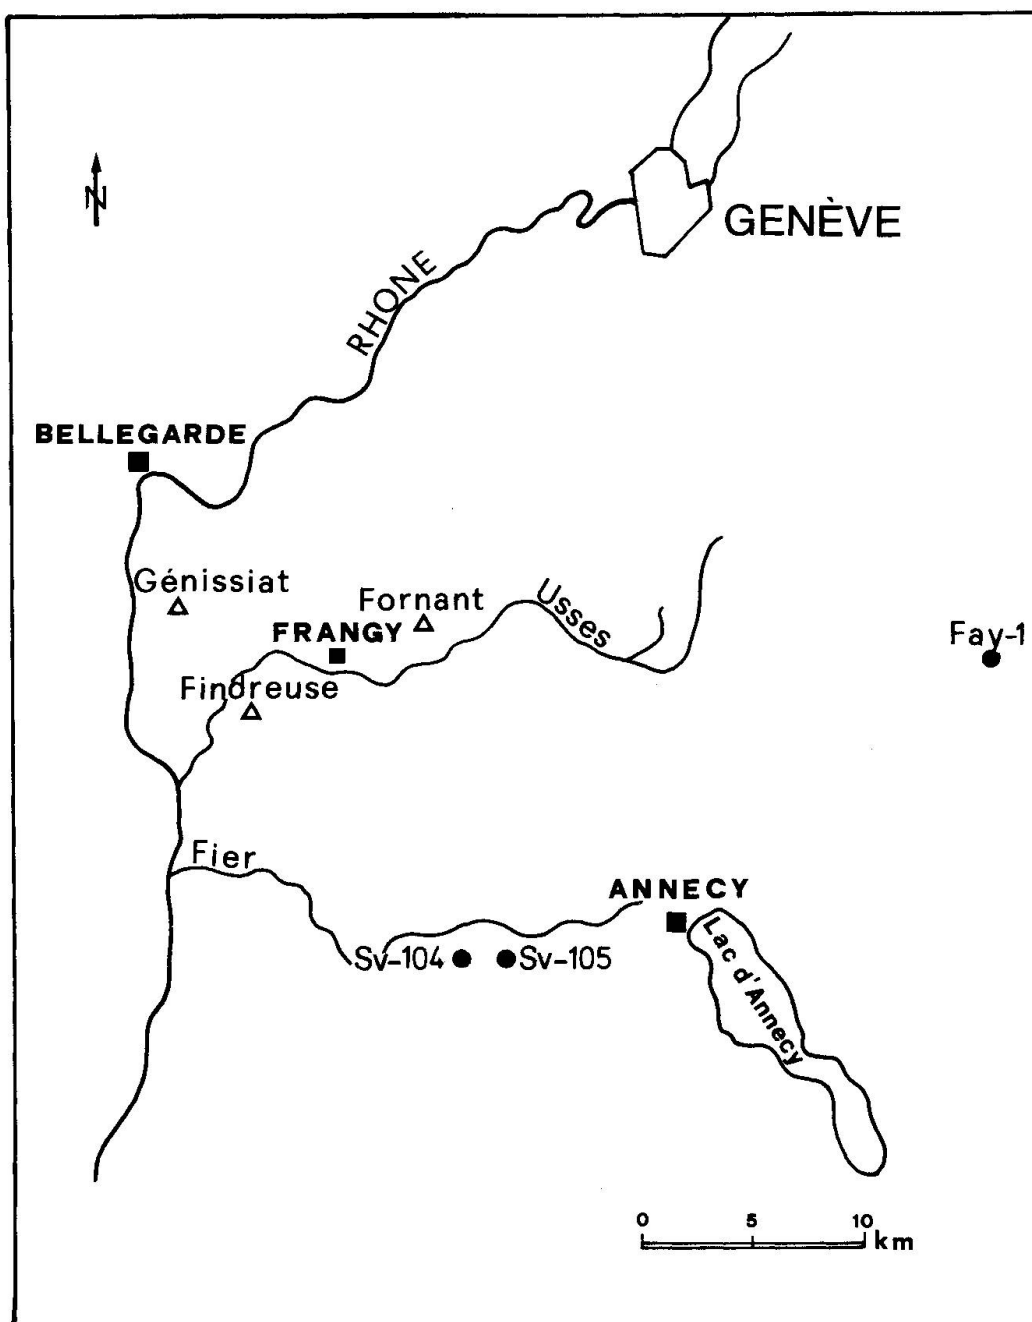 N
GENÈVE
RHONE
BELLEGARDE
Génissiat
Fornant
Usses
FRANGY
Fay-1
Findreuse
Fier
ANNECY
Sv-104
Sv-105
Lac d'Annecy
0 5 10
km